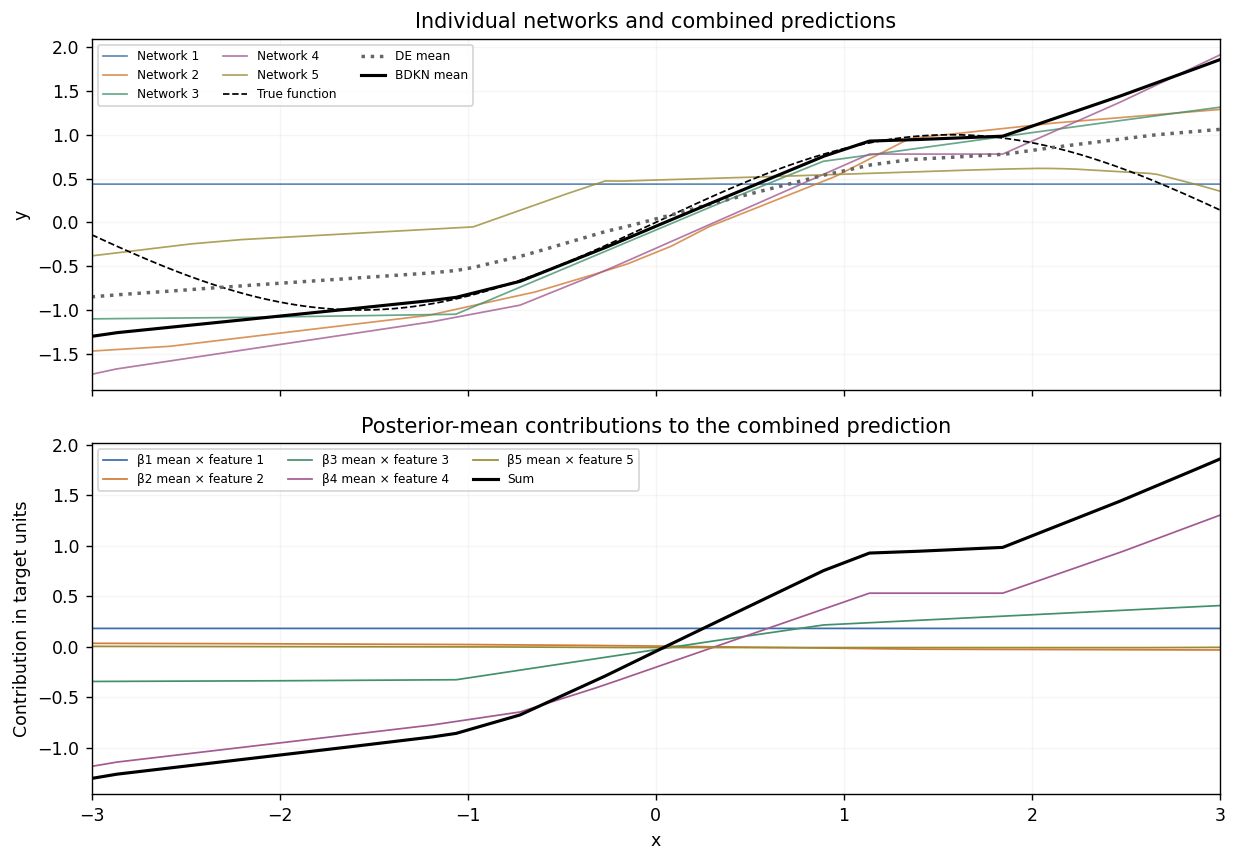 Individual networks and combined predictions
Network 1
Network 2
Network 3
Network 4
Network 5
True function
DE mean
BDKN mean
2.0
1.5
1.0
0.5
0.0
−0.5
−1.0
−1.5
y
Posterior-mean contributions to the combined prediction
β1 mean × feature 1
β2 mean × feature 2
β3 mean × feature 3
β4 mean × feature 4
β5 mean × feature 5
Sum
2.0
1.5
1.0
0.5
0.0
−0.5
−1.0
Contribution in target units
−3
−2
−1
0
1
2
3
x